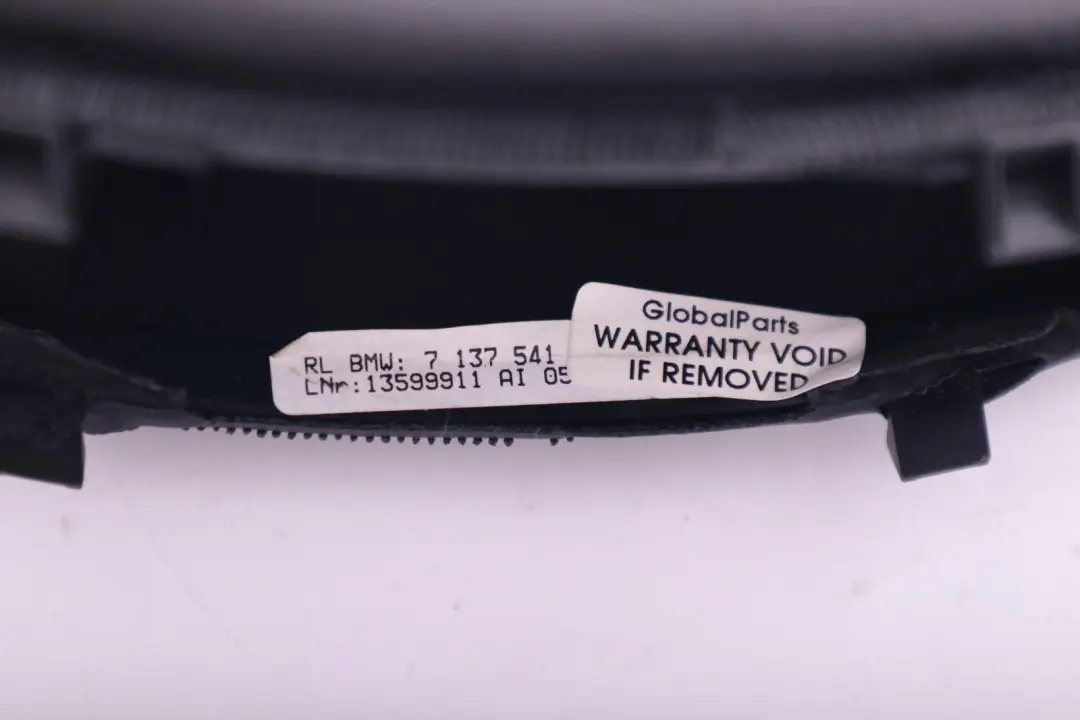 RL BMW: 7 137 541
LNr:13599911 AI 05
GlobalParts
WARRANTY VOID
IF REMOVED